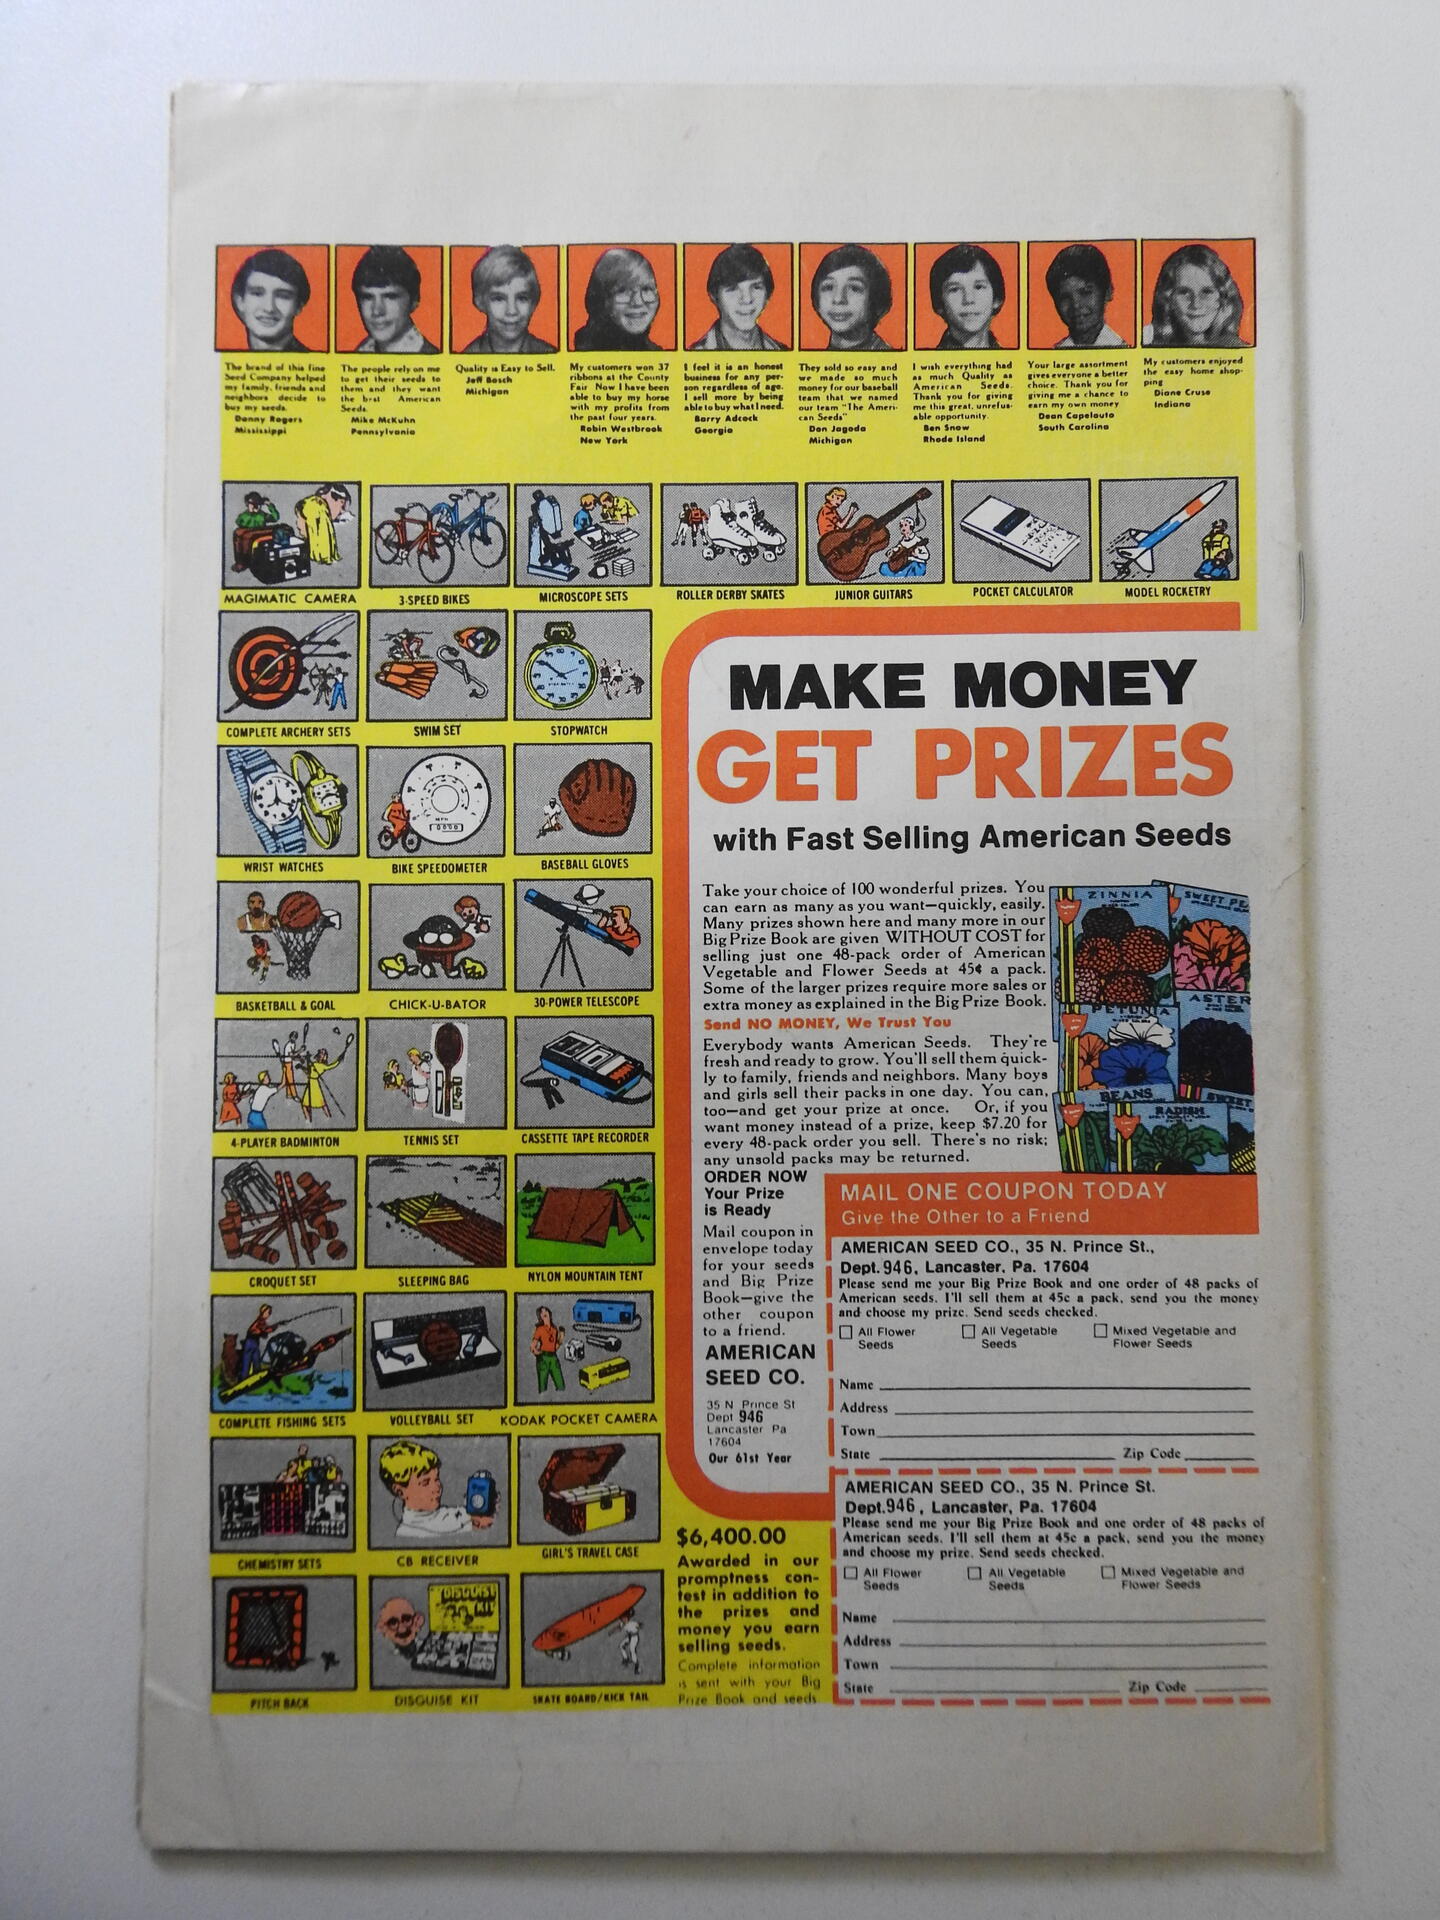 The brand of this fine
Seed Company helped
my family, friends and
neighbors decide to
buy my seeds.
Danny Rogers
Mississippi
The people rely on me
to get their seeds to
them and they want
the best American
Seeds.
Mike McKuhn
Pennsylvania
Quality is Easy to Sell.
Jeff Bosch
Michigan
My customers won 37
ribbons at the County
Fair Now I have been
able to buy my horse
with my profits from
the past four years.
Robin Westbrook
New York
I feel it is an honest
business for any per-
son regardless of age.
I sell more by being
able to buy what I need.
Barry Adcock
Georgia
They sold so easy and
we made so much
money for our baseball
team that we named
our team "The Ameri-
can Seeds"
Don Jagoda
Michigan
I wish everything had
as much Quality as
American Seeds.
Thank you for giving
me this great, unrefus-
able opportunity.
Ben Snow
Rhode Island
Your large assortment
gives everyone a better
choice. Thank you for
giving me a chance to
earn my own money
Dean Capelouto
South Carolina
My customers enjoyed
the easy home shop-
ping
Diane Cruse
Indiana
MAGIMATIC CAMERA
3-SPEED BIKES
MICROSCOPE SETS
ROLLER DERBY SKATES
JUNIOR GUITARS
POCKET CALCULATOR
MODEL ROCKETRY
COMPLETE ARCHERY SETS
SWIM SET
STOPWATCH
WRIST WATCHES
BIKE SPEEDOMETER
BASEBALL GLOVES
BASKETBALL & GOAL
CHICK-U-BATOR
30-POWER TELESCOPE
4-PLAYER BADMINTON
TENNIS SET
CASSETTE TAPE RECORDER
CROQUET SET
SLEEPING BAG
NYLON MOUNTAIN TENT
COMPLETE FISHING SETS
VOLLEYBALL SET
KODAK POCKET CAMERA
CHEMISTRY SETS
CB RECEIVER
GIRL'S TRAVEL CASE
DISGUISE
KIT
PITCH BACK
DISGUISE KIT
SKATE BOARD/KICK TAIL
MAKE MONEY
GET PRIZES
with Fast Selling American Seeds
Take your choice of 100 wonderful prizes. You
can earn as many as you want—quickly, easily.
Many prizes shown here and many more in our
Big Prize Book are given WITHOUT COST for
selling just one 48-pack order of American
Vegetable and Flower Seeds at 45¢ a pack.
Some of the larger prizes require more sales or
extra money as explained in the Big Prize Book.
Send NO MONEY, We Trust You
Everybody wants American Seeds. They're
fresh and ready to grow. You'll sell them quick-
ly to family, friends and neighbors. Many boys
and girls sell their packs in one day. You can,
too—and get your prize at once. Or, if you
want money instead of a prize, keep $7.20 for
every 48-pack order you sell. There's no risk;
any unsold packs may be returned.
ZINNIA
SWEET PE
ASTER
PETUNIA
BEANS
RADISH
SWEET
ORDER NOW
Your Prize
is Ready
Mail coupon in
envelope today
for your seeds
and Big Prize
Book—give the
other coupon
to a friend.
AMERICAN
SEED CO.
35 N Prince St
Dept 946
Lancaster Pa
17604
Our 61st Year
$6,400.00
Awarded in our
promptness con-
test in addition to
the prizes and
money you earn
selling seeds.
Complete information
is sent with your Big
Prize Book and seeds
MAIL ONE COUPON TODAY
Give the Other to a Friend
AMERICAN SEED CO., 35 N. Prince St.,
Dept. 946, Lancaster, Pa. 17604
Please send me your Big Prize Book and one order of 48 packs of
American seeds. I'll sell them at 45c a pack, send you the money
and choose my prize. Send seeds checked.
All Flower
Seeds
All Vegetable
Seeds
Mixed Vegetable and
Flower Seeds
Name
Address
Town
State Zip Code
AMERICAN SEED CO., 35 N. Prince St.
Dept. 946, Lancaster, Pa. 17604
Please send me your Big Prize Book and one order of 48 packs of
American seeds. I'll sell them at 45c a pack, send you the money
and choose my prize. Send seeds checked.
All Flower
Seeds
All Vegetable
Seeds
Mixed Vegetable and
Flower Seeds
Name
Address
Town
State Zip Code